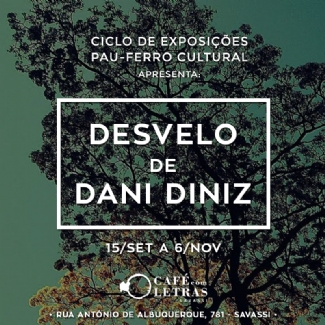 CICLO DE EXPOSIÇÕES
PAU-FERRO CULTURAL
APRESENTA:
DESVELO
DE
DANI DINIZ
15/SET A 6/NOV
CAFÉ com
LETRAS
SAVASSI
• RUA ANTÔNIO DE ALBUQUERQUE, 781 - SAVASSI •